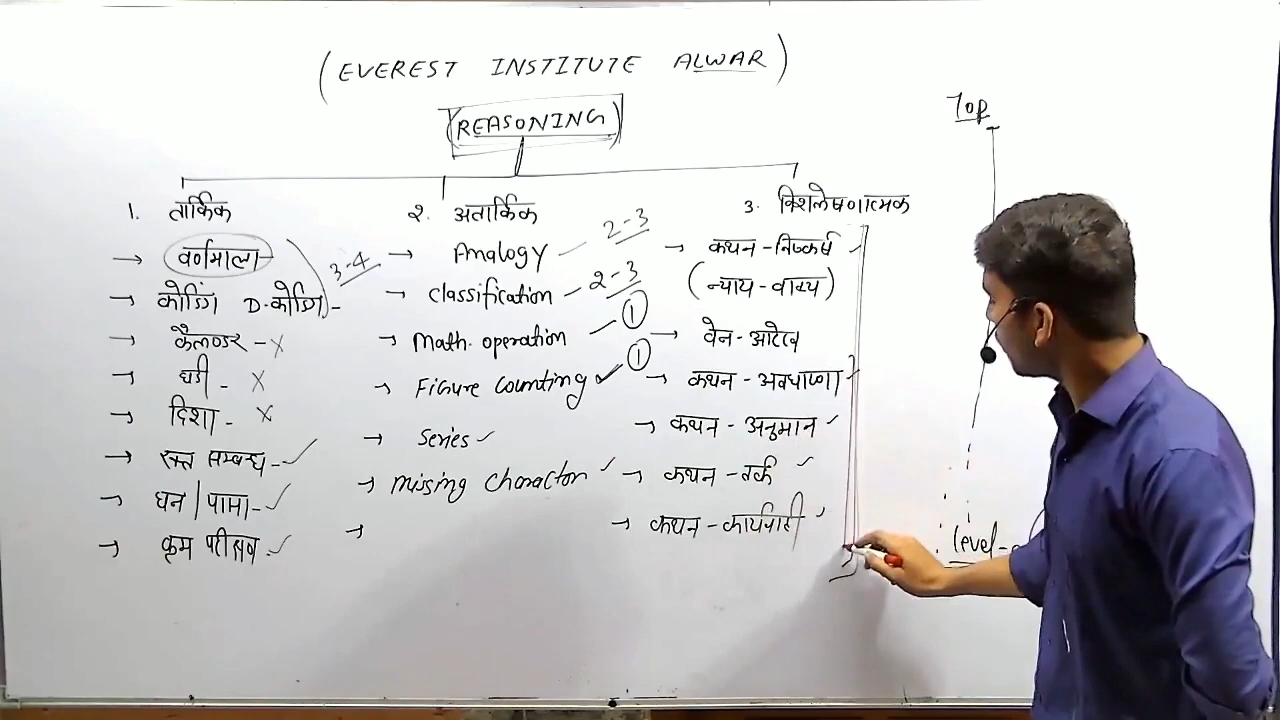 (EVEREST INSTITUTE ALWAR)
(REASONING)
Top
1. तार्किक
→ वर्णमाला
→ कोडिंग D-कोडिंग -
3-4
→ कैलण्डर - X
→ घड़ी - X
→ दिशा - X
→ रक्त सम्बन्ध - ✓
→ घन | पासा - ✓
→ क्रम परीक्षण - ✓
2. अतार्किक
→ Analogy - 2-3
→ classification - 2-3
→ math. operation - 1
→ Figure counting ✓ 1
→ series ✓
→ missing character ✓
→
3. विश्लेषणात्मक
→ कथन - निष्कर्ष ✓
(न्याय - वाक्य)
→ वेन - आरेख
→ कथन - अवधारणा
→ कथन - अनुमान ✓
→ कथन - तर्क ✓
→ कथन - कार्यवाही ✓
level-